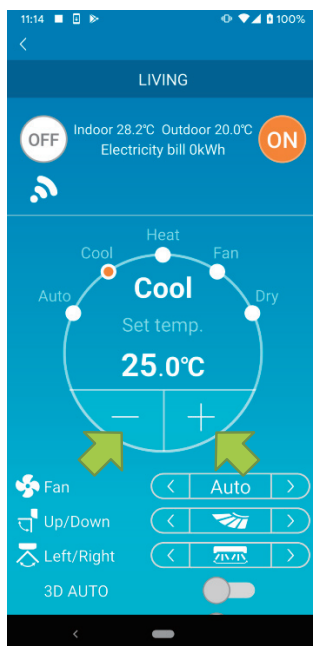 11:14 100%
LIVING
OFF
Indoor 28.2℃ Outdoor 20.0℃
Electricity bill 0kWh
ON
Heat
Cool Fan
Auto Dry
Cool
Set temp.
25.0℃
— +
Fan Auto
Up/Down
Left/Right
3D AUTO